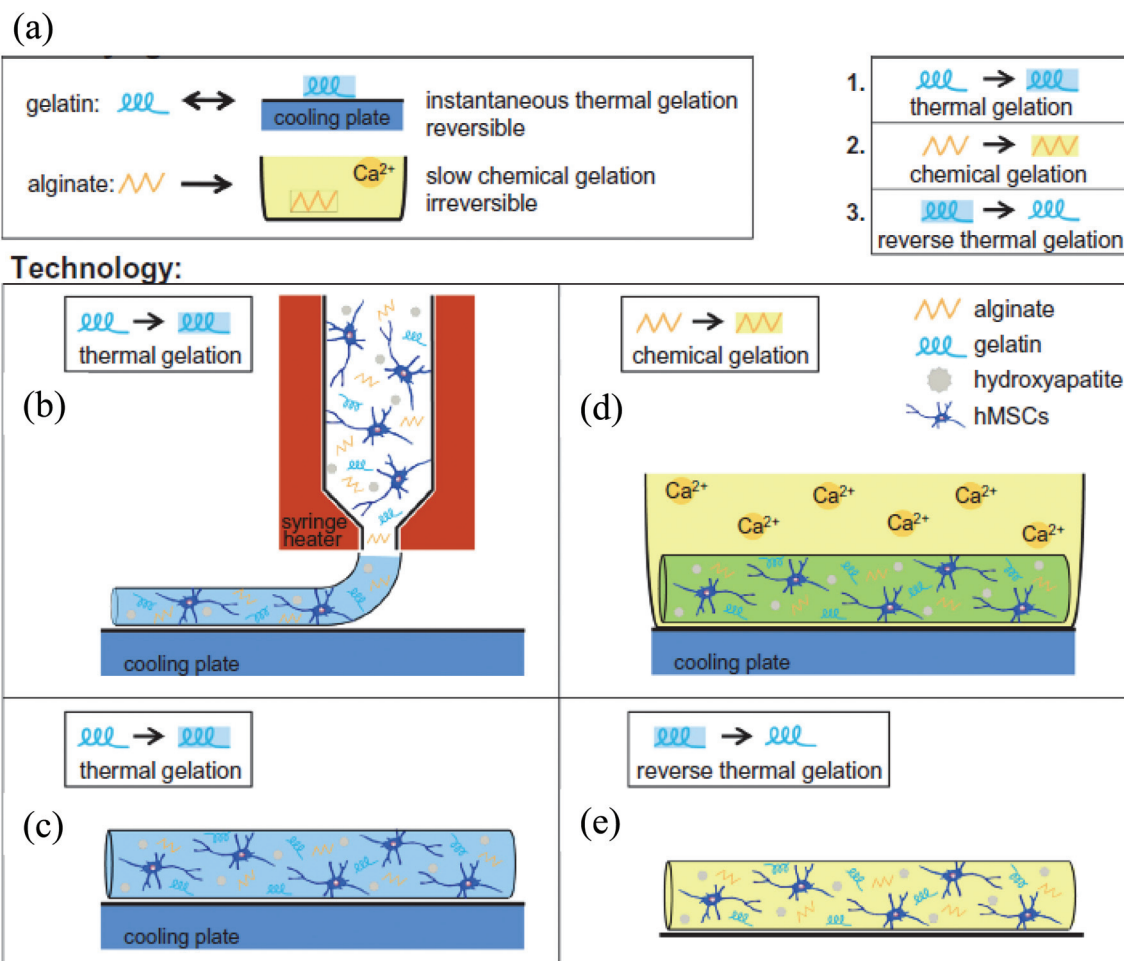 (a)
gelatin:
cooling plate
instantaneous thermal gelation
reversible
alginate:
Ca2+
slow chemical gelation
irreversible
1.
thermal gelation
2.
chemical gelation
3.
reverse thermal gelation
Technology:
thermal gelation
(b)
syringe
heater
cooling plate
chemical gelation
alginate
gelatin
hydroxyapatite
hMSCs
(d)
Ca2+
Ca2+
Ca2+
Ca2+
Ca2+
Ca2+
cooling plate
thermal gelation
(c)
cooling plate
reverse thermal gelation
(e)